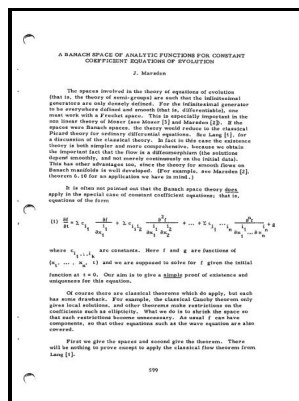 A BANACH SPACE OF ANALYTIC FUNCTIONS FOR CONSTANT
COEFFICIENT EQUATIONS OF EVOLUTION
J. Marsden
The spaces involved in the theory of equations of evolution
(that is, the theory of semi-groups) are such that the infinitesimal
generators are only densely defined. For the infinitesimal generator
to be everywhere defined and smooth (that is, differentiable), one
must work with a Frechet space. This is especially important in the
non linear theory of Moser (see Moser [3] and Marsden [2]). If the
spaces were Banach spaces, the theory would reduce to the classical
Picard theory for ordinary differential equations. See Lang [1], for
a discussion of the classical theory. In fact in this case the existence
theory is both simpler and more comprehensive, because we obtain
the important fact that the flow is a diffeomorphism (the solutions
depend smoothly, and not merely continuously on the initial data).
This has other advantages too, since the theory for smooth flows on
Banach manifolds is well developed. (For example, see Marsden [2],
theorem 6.10 for an application we have in mind.)
It is often not pointed out that the Banach space theory does
apply in the special case of constant coefficient equations; that is,
equations of the form
(1)
where are constants. Here f and g are functions of
and we are supposed to solve for f given the initial
function at t = 0. Our aim is to give a simple proof of existence and
uniqueness for this equation.
Of course there are classical theorems which do apply, but each
has some drawback. For example, the classical Cauchy theorem only
gives local solutions, and other theorems make restrictions on the
coefficients such as ellipticity. What we do is to shrink the space so
that such restrictions become unnecessary. As usual f can have
components, so that other equations such as the wave equation are also
covered.
First we give the spaces and second give the theorem. There
will be nothing to prove except to apply the classical flow theorem from
Lang [1].
599